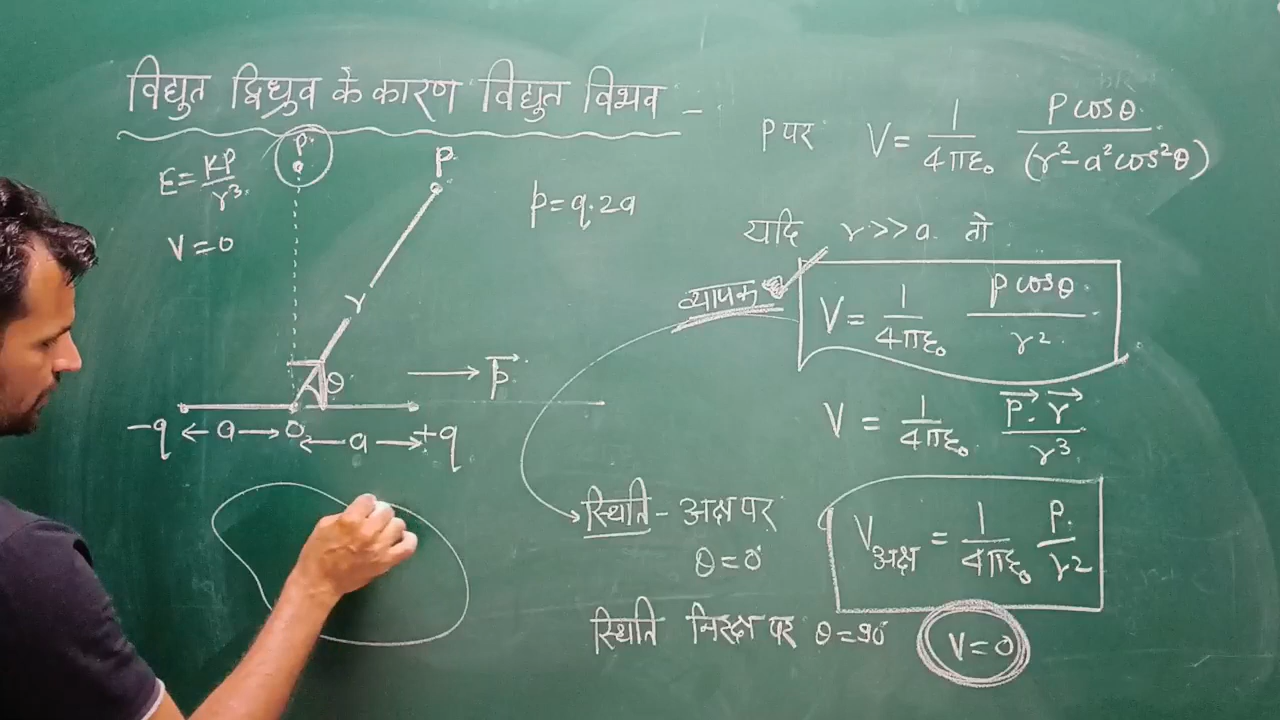 विद्युत द्विध्रुव के कारण विद्युत विभव -
P
E = KP/r³
V = 0
P
r
p = q.2a
θ
p⃗
-q
a
O
a
+q
P पर V = 1/4πε₀ P cosθ/(r² - a²cos²θ)
यदि r >> a तो
व्यापक
V = 1/4πε₀ p cosθ/r²
V = 1/4πε₀ p⃗.r⃗/r³
स्थिति - अक्ष पर
θ = 0°
V अक्ष = 1/4πε₀ P/r²
स्थिति निरक्ष पर θ = 90° V = 0